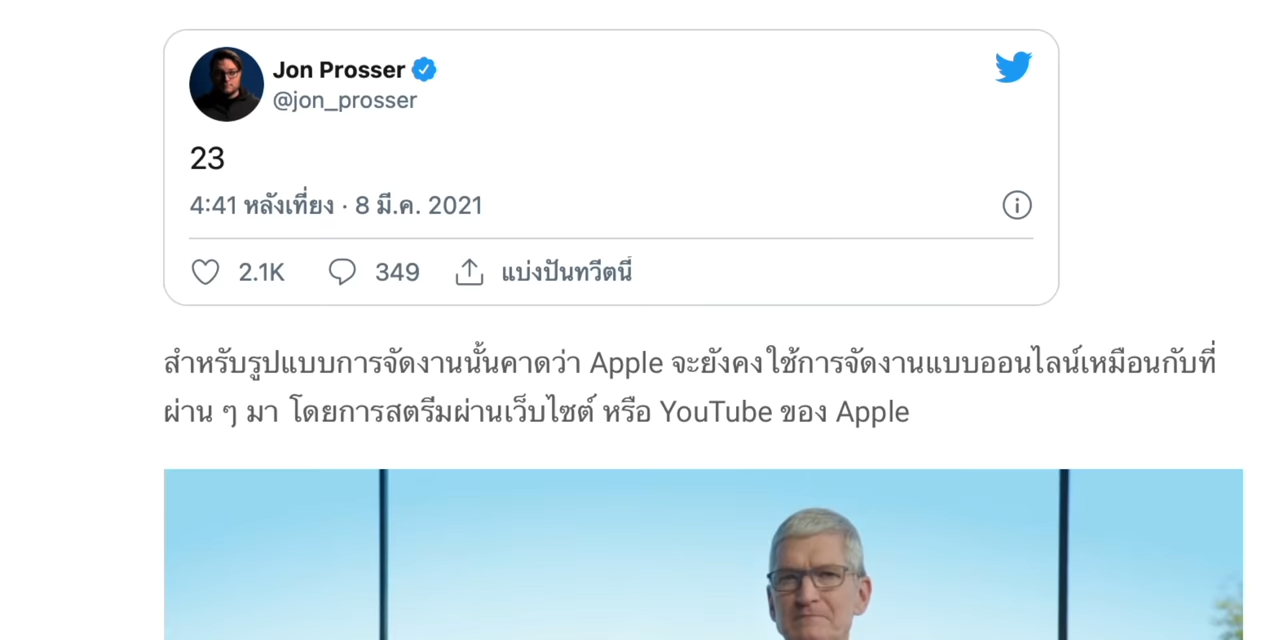 Jon Prosser
@jon_prosser
23
4:41 หลังเที่ยง · 8 มี.ค. 2021
2.1K 349 แบ่งปันทวีตนี้
สำหรับรูปแบบการจัดงานนั้นคาดว่า Apple จะยังคงใช้การจัดงานแบบออนไลน์เหมือนกับที่
ผ่าน ๆ มา โดยการสตรีมผ่านเว็บไซต์ หรือ YouTube ของ Apple